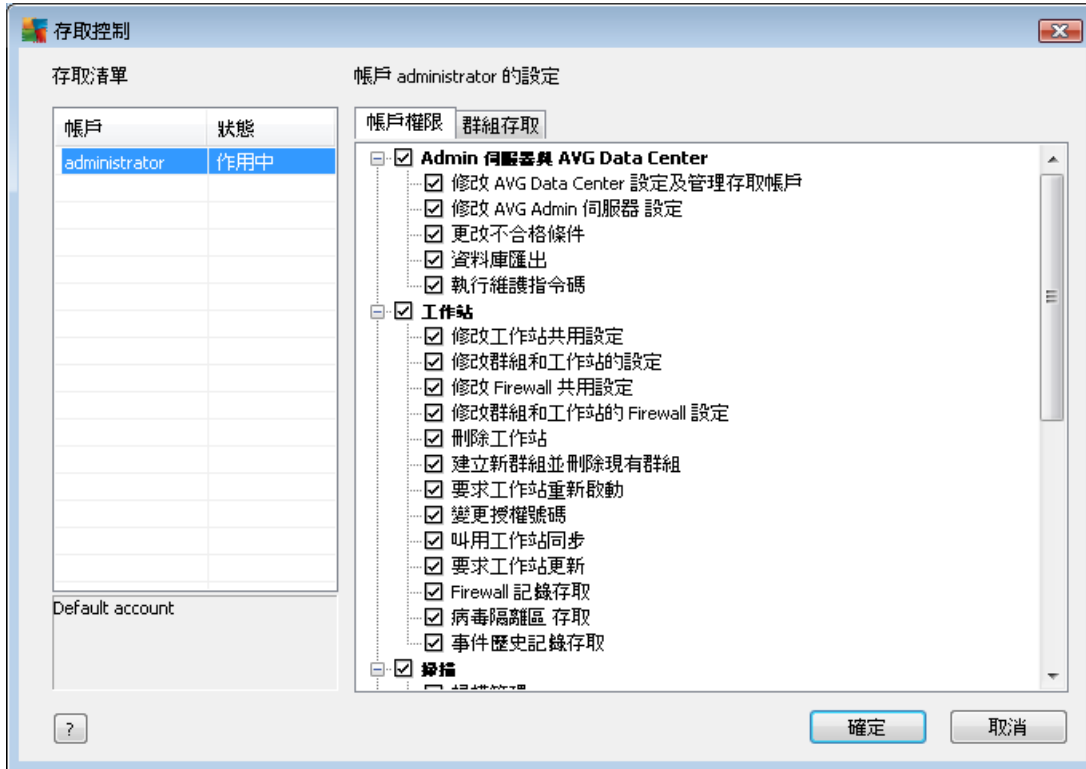 存取控制
存取清單
帳戶 administrator 的設定
帳戶 狀態
administrator 作用中
Default account
帳戶權限 群組存取
Admin 伺服器與 AVG Data Center
修改 AVG Data Center 設定及管理存取帳戶
修改 AVG Admin 伺服器 設定
更改不合格條件
資料庫匯出
執行維護指令碼
工作站
修改工作站共用設定
修改群組和工作站的設定
修改 Firewall 共用設定
修改群組和工作站的 Firewall 設定
刪除工作站
建立新群組並刪除現有群組
要求工作站重新啟動
變更授權號碼
叫用工作站同步
要求工作站更新
Firewall 記錄存取
病毒隔離區 存取
事件歷史記錄存取
掃描
?
確定 取消